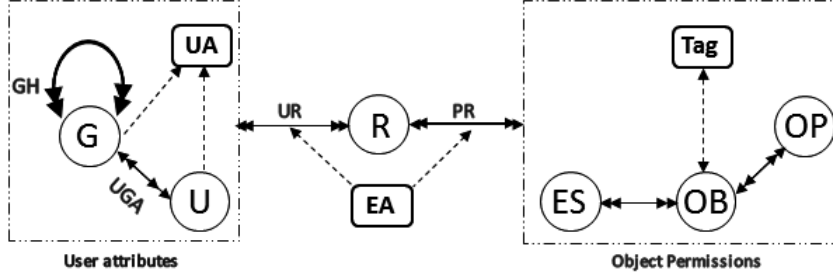 UA
Tag
GH
UR
PR
G
R
OP
UGA
U
EA
ES
OB
User attributes
Object Permissions